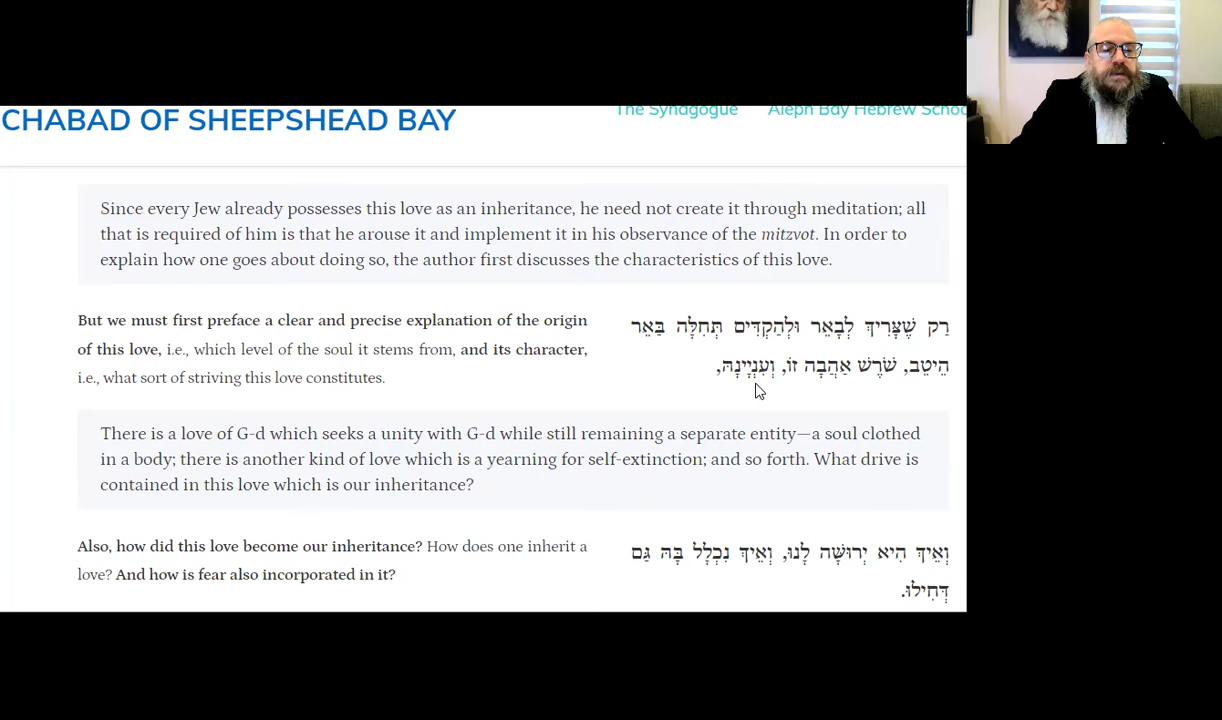 CHABAD OF SHEEPSHEAD BAY
The Synagogue
Aleph Bay Hebrew Schoo
Since every Jew already possesses this love as an inheritance, he need not create it through meditation; all
that is required of him is that he arouse it and implement it in his observance of the mitzvot. In order to
explain how one goes about doing so, the author first discusses the characteristics of this love.
But we must first preface a clear and precise explanation of the origin
of this love, i.e., which level of the soul it stems from, and its character,
i.e., what sort of striving this love constitutes.
רַק שֶׁצָּרִיךְ לְבָאֵר וּלְהַקְדִּים תְּחִלָּה בַּאֵר
הֵיטֵב, שֹׁרֶשׁ אַהֲבָה זוֹ, וְעִנְיָינָהּ,
There is a love of G-d which seeks a unity with G-d while still remaining a separate entity—a soul clothed
in a body; there is another kind of love which is a yearning for self-extinction; and so forth. What drive is
contained in this love which is our inheritance?
Also, how did this love become our inheritance? How does one inherit a
love? And how is fear also incorporated in it?
וְאֵיךְ הִיא יְרוּשָּׁה לָנוּ, וְאֵיךְ נִכְלָל בָּהּ גַּם
דְּחִילוּ.